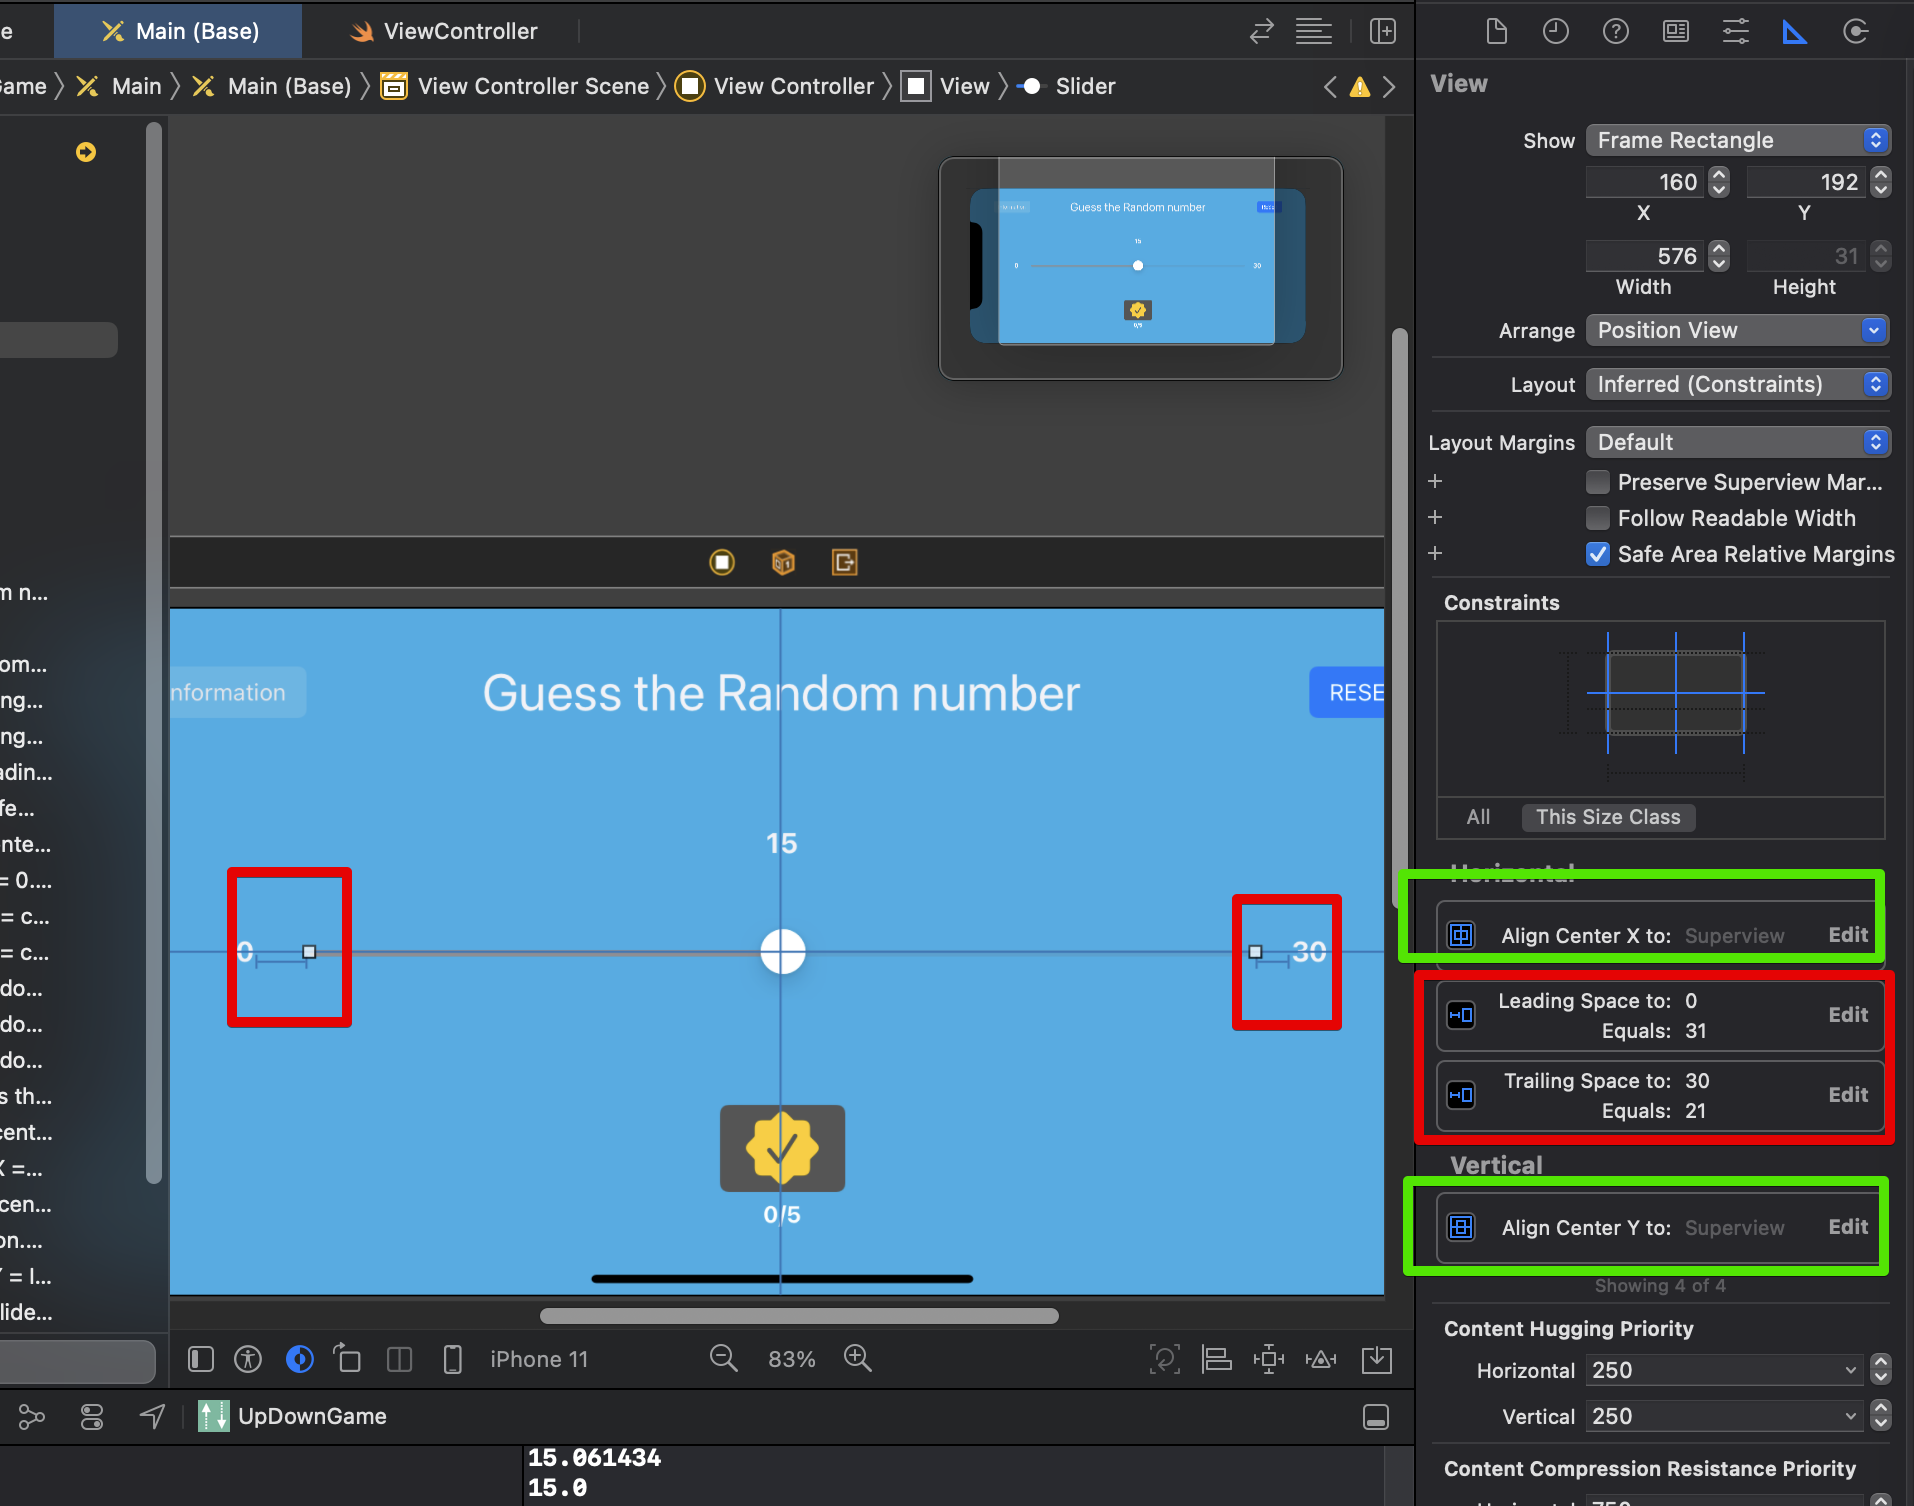 e
Main (Base)
ViewController
ame
Main
Main (Base)
View Controller Scene
View Controller
View
Slider
View
Show
Frame Rectangle
160
192
X
Y
576
31
Width
Height
Arrange
Position View
Layout
Inferred (Constraints)
Layout Margins
Default
Preserve Superview Mar...
Follow Readable Width
Safe Area Relative Margins
Constraints
All
This Size Class
Horizontal
Align Center X to: Superview
Edit
Leading Space to: 0
Equals: 31
Edit
Trailing Space to: 30
Equals: 21
Edit
Vertical
Align Center Y to: Superview
Edit
Showing 4 of 4
Content Hugging Priority
Horizontal
250
Vertical
250
Content Compression Resistance Priority
Guess the Random number
15
0
30
0/5
m n...
om...
ng...
ng...
adin...
fe...
nte...
= 0....
= c...
= c...
do...
do...
do...
s th...
cent...
X =...
cen...
on....
= l...
lide...
nformation
Guess the Random number
RESE
15
0
30
0/5
iPhone 11
83%
UpDownGame
15.061434
15.0